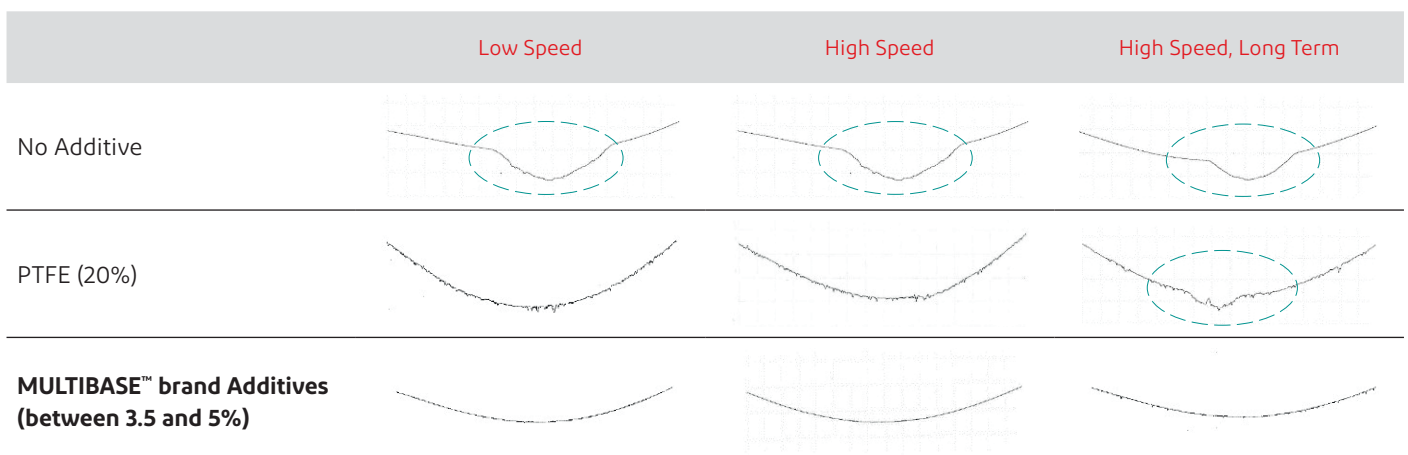 Low Speed High Speed High Speed, Long Term
No Additive
PTFE (20%)
MULTIBASE™ brand Additives
(between 3.5 and 5%)